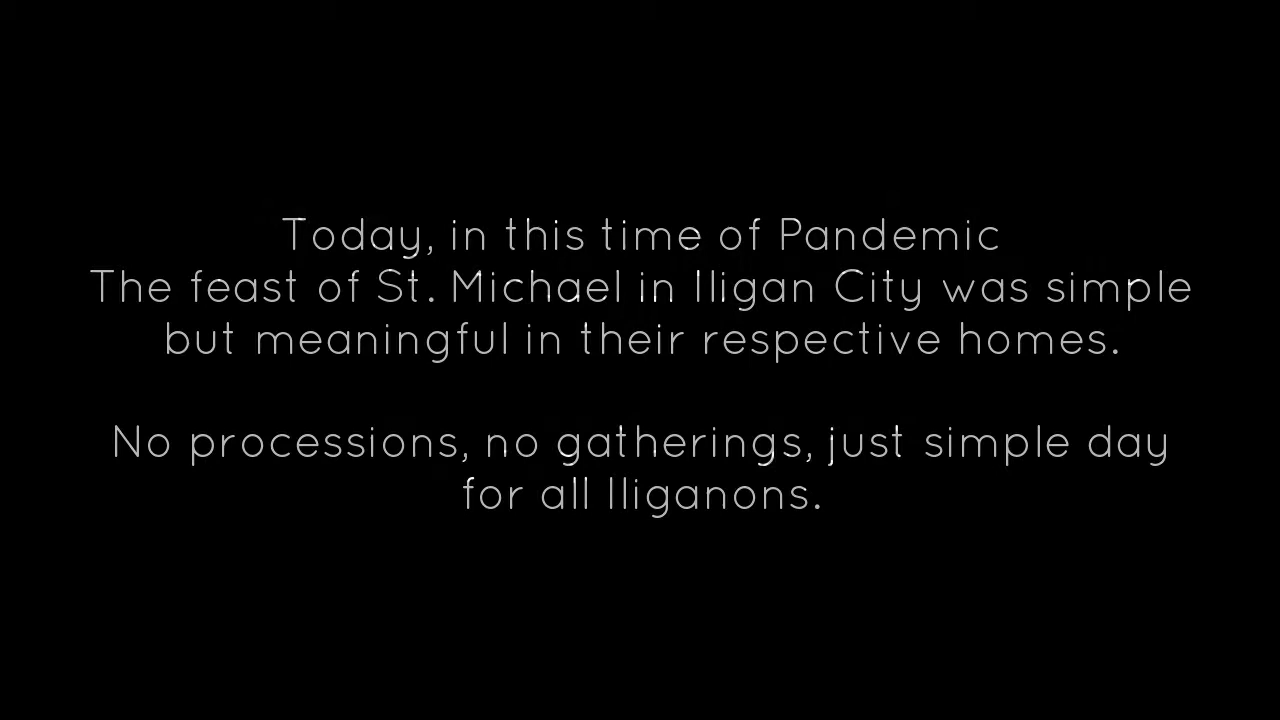 Today, in this time of Pandemic
The feast of St. Michael in Iligan City was simple
but meaningful in their respective homes.
No processions, no gatherings, just simple day
for all Iliganons.